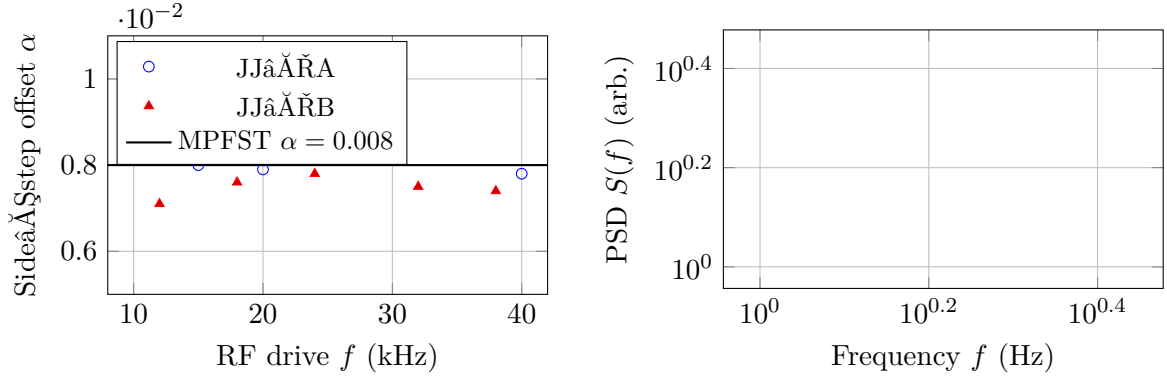 ·10⁻²
1
0.8
0.6
Sideâ̆AŞstep offset α
JJâĂŘA
JJâĂŘB
MPFST α = 0.008
10
20
30
40
RF drive f (kHz)
10^0.4
10^0.2
10^0
PSD S(f) (arb.)
10^0
10^0.2
10^0.4
Frequency f (Hz)